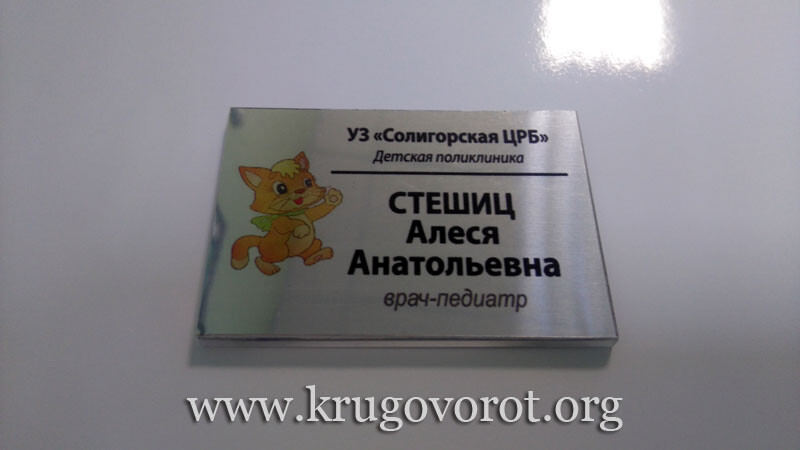 УЗ «Солигорская ЦРБ»
Детская поликлиника
СТЕШИЦ
Алеся
Анатольевна
врач-педиатр
www.krugovorot.org